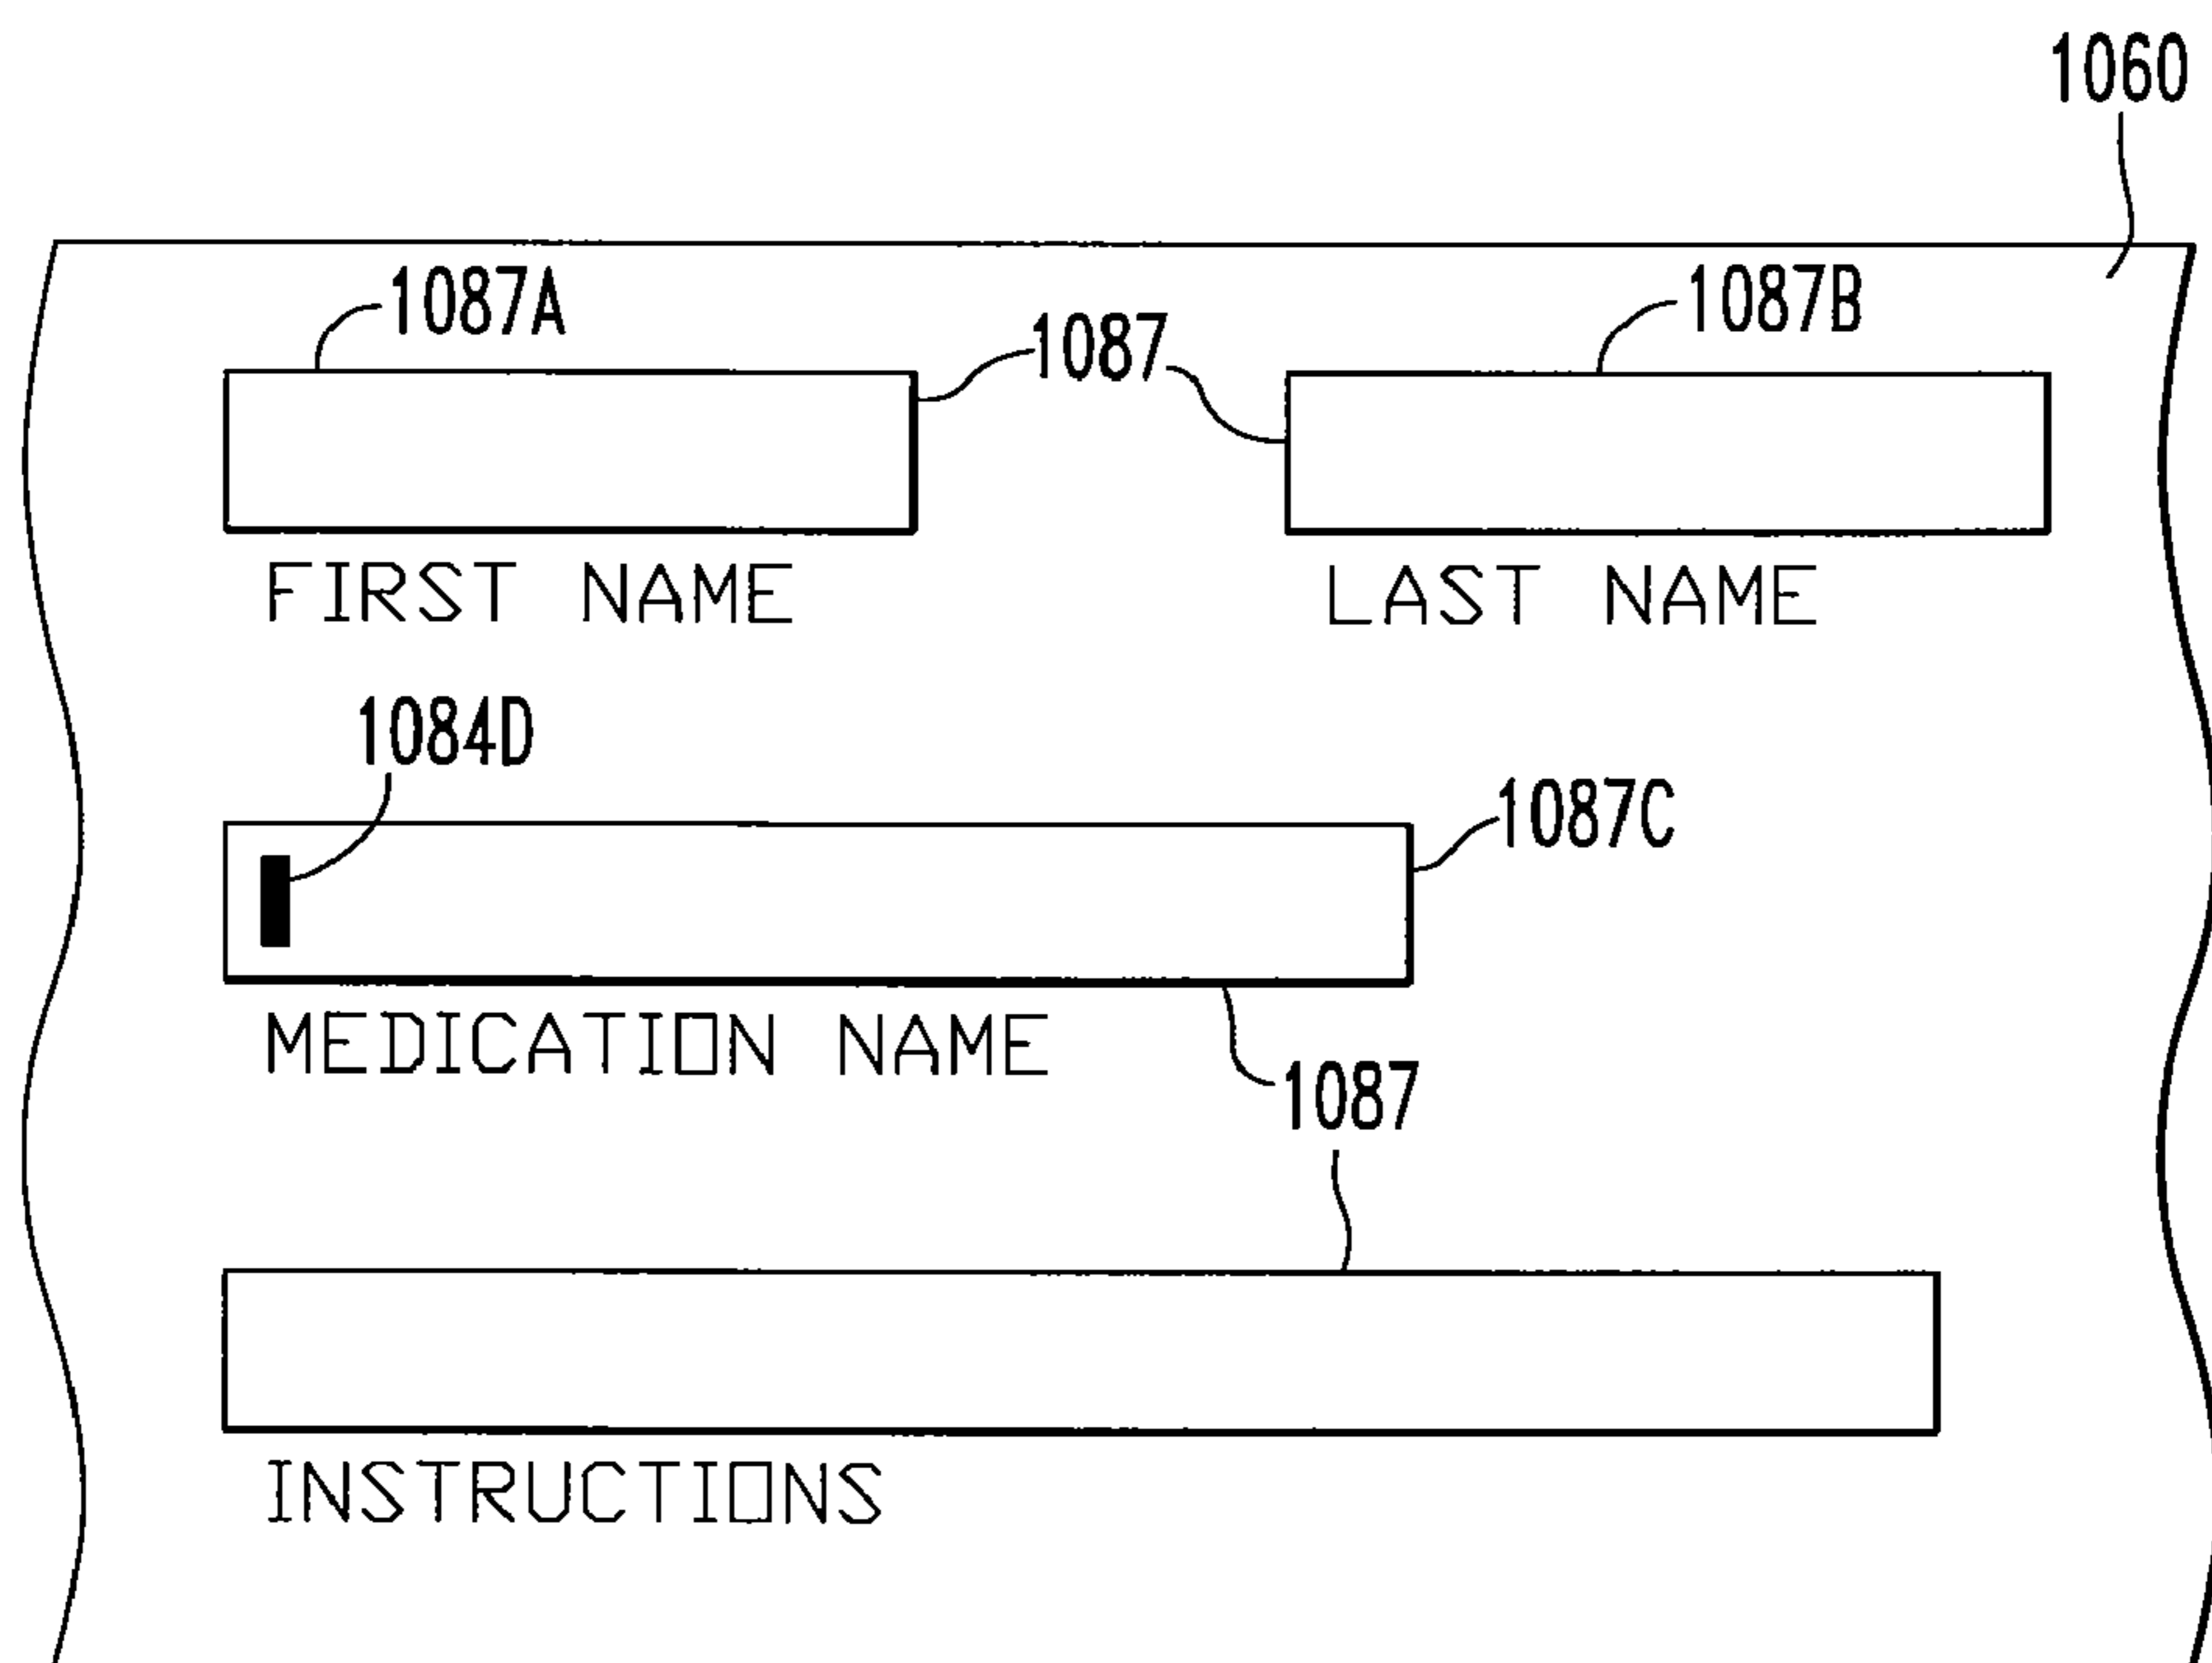 1060
1087A
1087
1087B
FIRST NAME
LAST NAME
1084D
1087C
MEDICATION NAME
1087
INSTRUCTIONS